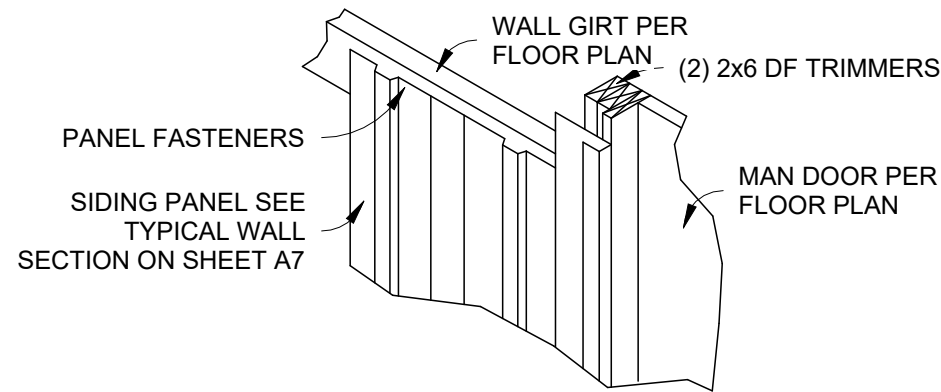 WALL GIRT PER
FLOOR PLAN
(2) 2x6 DF TRIMMERS
PANEL FASTENERS
SIDING PANEL SEE
TYPICAL WALL
SECTION ON SHEET A7
MAN DOOR PER
FLOOR PLAN